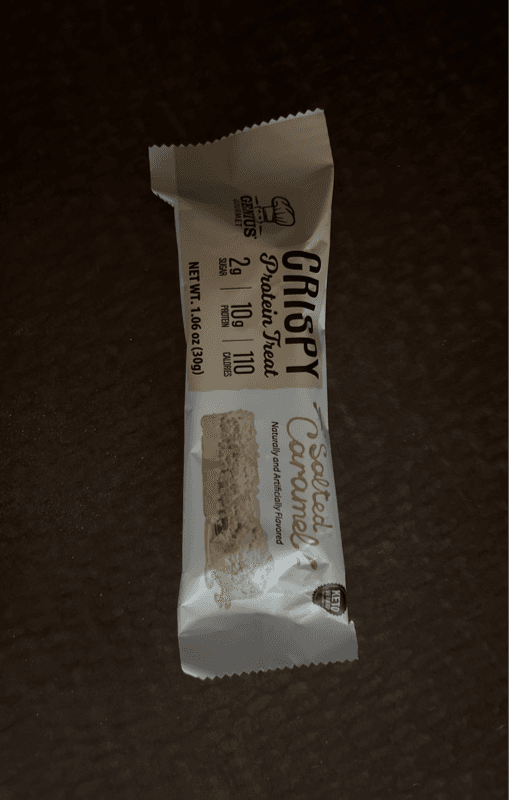 GENIUS
GOURMET
CRISPY
Protein Treat
2g | 10g | 110
SUGAR PROTEIN CALORIES
NET WT. 1.06 oz (30g)
Salted
Caramel
Naturally and Artificially Flavored
KETO